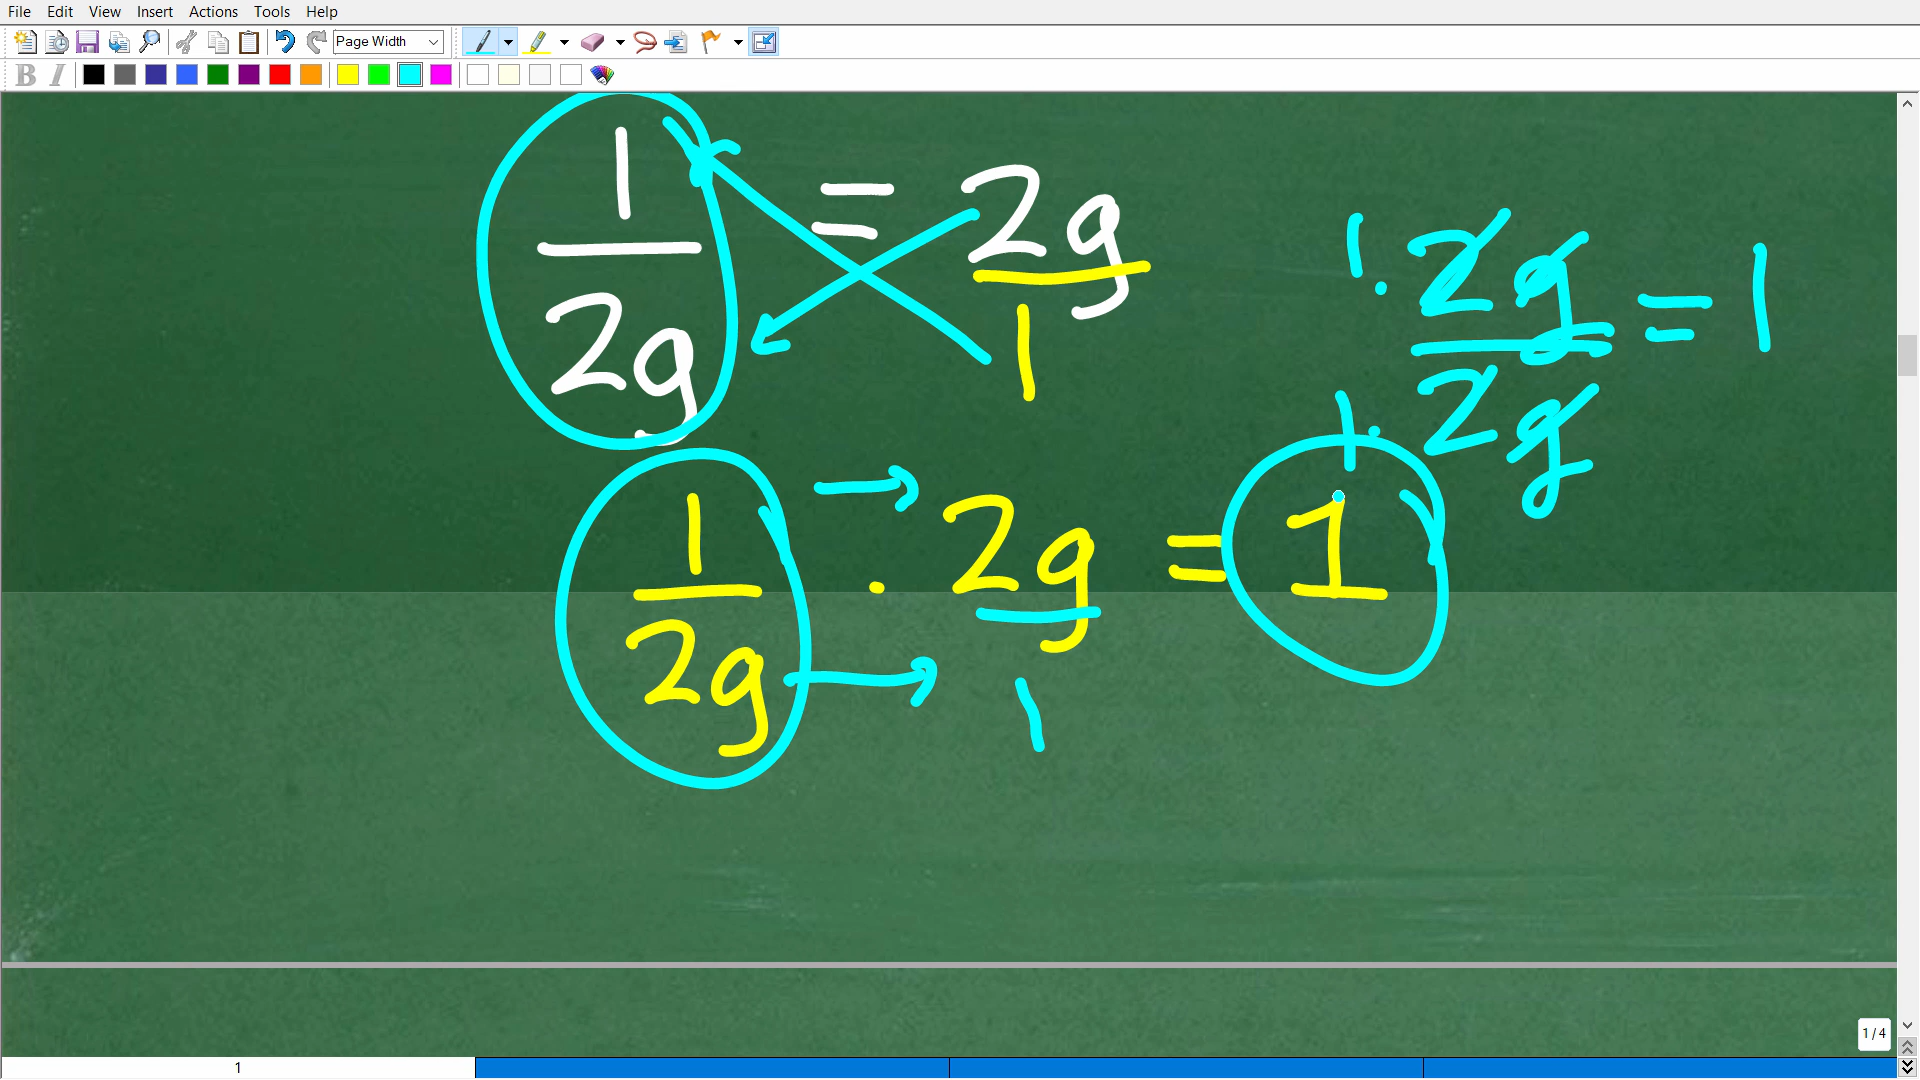 File Edit View Insert Actions Tools Help
Page Width
B I
1/2g = 2g/1
1·2g/1·2g = 1
1/2g · 2g/1 = 1
1/4
1